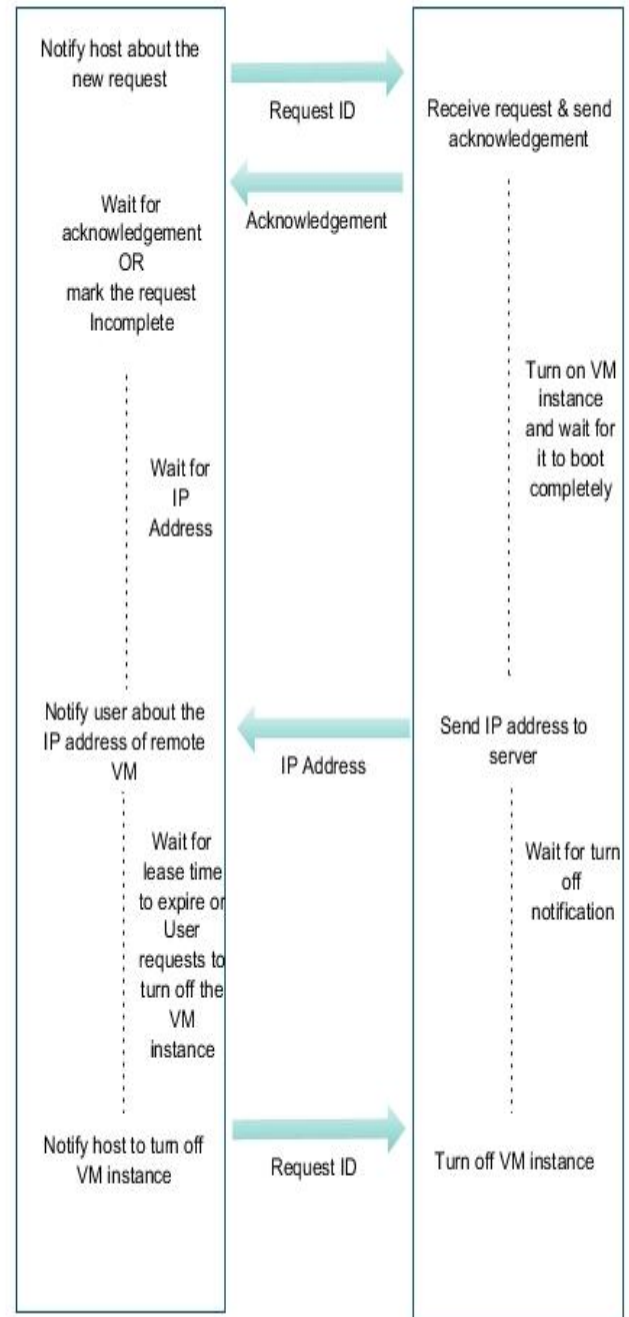 Notify host about the
new request
Request ID
Receive request & send
acknowledgement
Acknowledgement
Wait for
acknowledgement
OR
mark the request
Incomplete
Turn on VM
instance
and wait for
it to boot
completely
Wait for
IP
Address
Notify user about the
IP address of remote
VM
IP Address
Send IP address to
server
Wait for
lease time
to expire or
User
requests to
turn off the
VM
instance
Wait for turn
off
notification
Notify host to turn off
VM instance
Request ID
Turn off VM instance